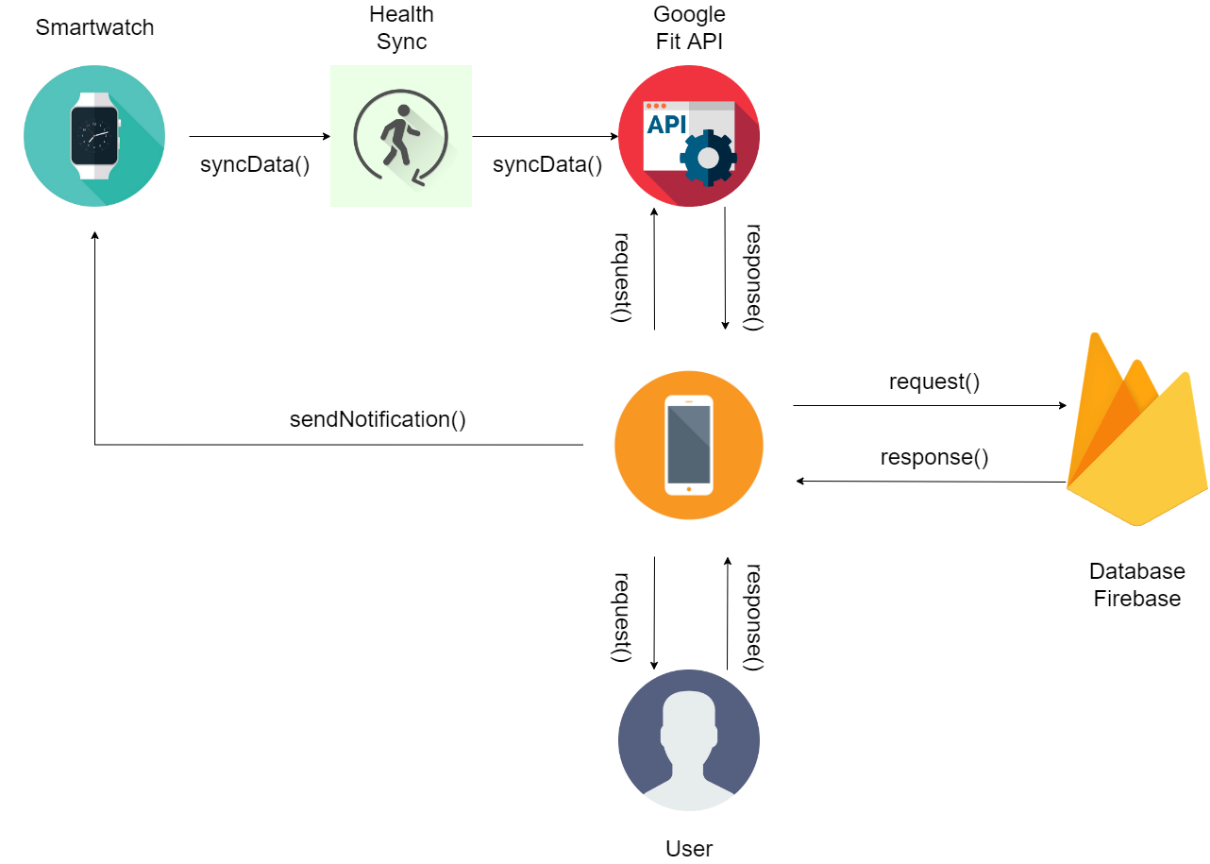 Smartwatch
Health
Sync
Google
Fit API
API
syncData()
syncData()
request()
response()
sendNotification()
request()
response()
Database
Firebase
request()
response()
User